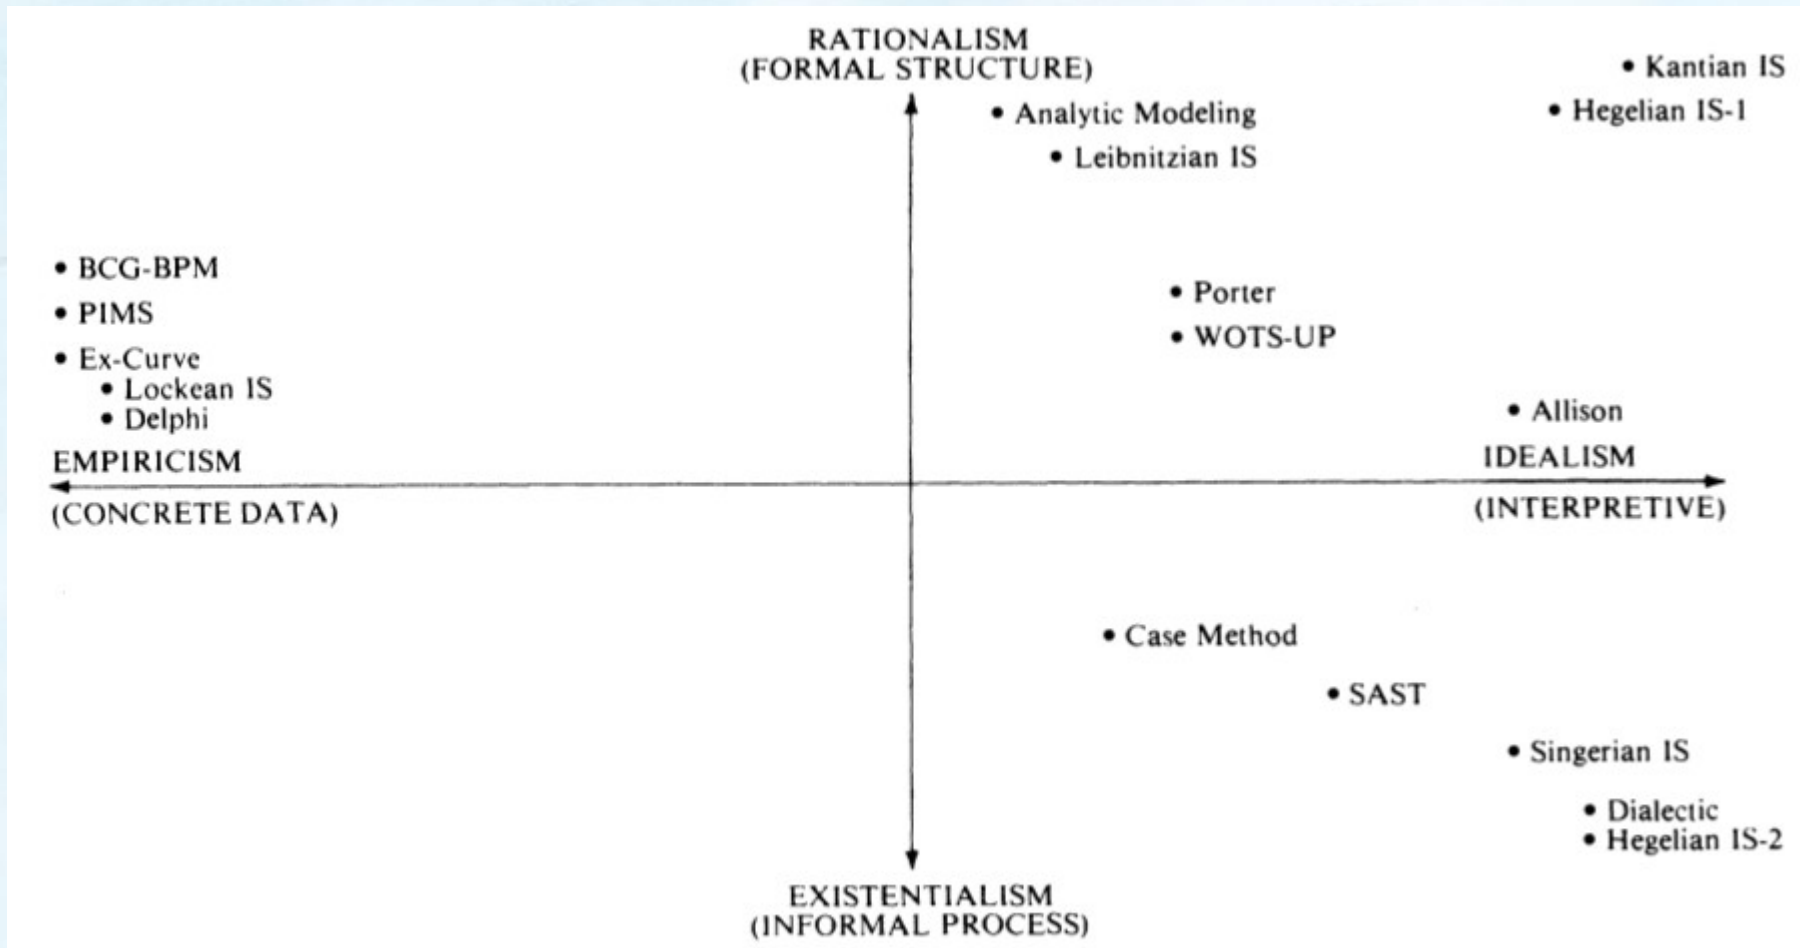 RATIONALISM
(FORMAL STRUCTURE)
• Kantian IS
• Analytic Modeling
• Hegelian IS-1
• Leibnitzian IS
• BCG-BPM
• PIMS
• Ex-Curve
• Lockean IS
• Delphi
• Porter
• WOTS-UP
• Allison
EMPIRICISM
(CONCRETE DATA)
IDEALISM
(INTERPRETIVE)
• Case Method
• SAST
• Singerian IS
• Dialectic
• Hegelian IS-2
EXISTENTIALISM
(INFORMAL PROCESS)